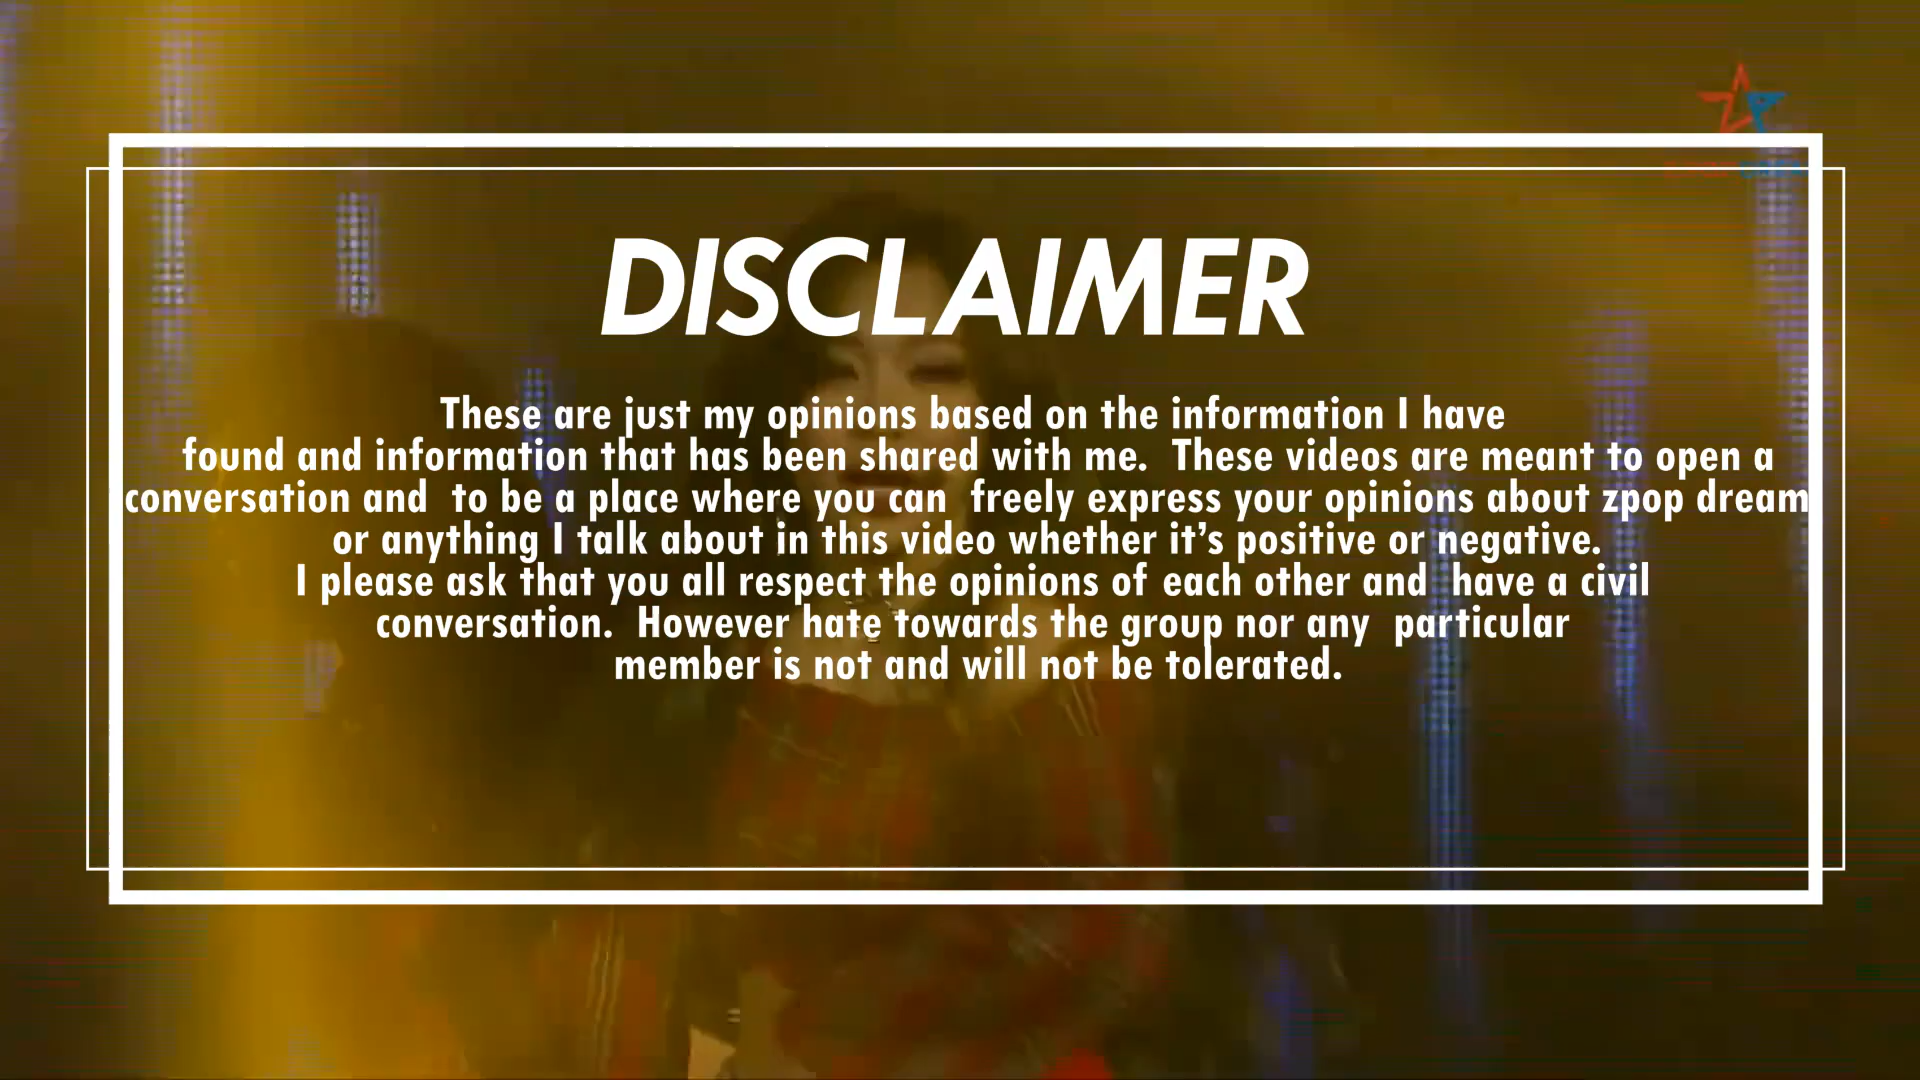 DISCLAIMER
These are just my opinions based on the information I have
found and information that has been shared with me.  These videos are meant to open a
conversation and  to be a place where you can  freely express your opinions about zpop dream
or anything I talk about in this video whether it’s positive or negative.
I please ask that you all respect the opinions of each other and  have a civil
conversation.  However hate towards the group nor any  particular
member is not and will not be tolerated.